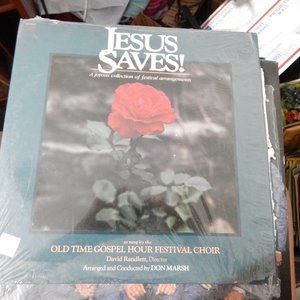 JESUS
SAVES!
A joyous collection of festival arrangements
as sung by the
OLD TIME GOSPEL HOUR FESTIVAL CHOIR
David Randlett, Director
Arranged and Conducted by DON MARSH